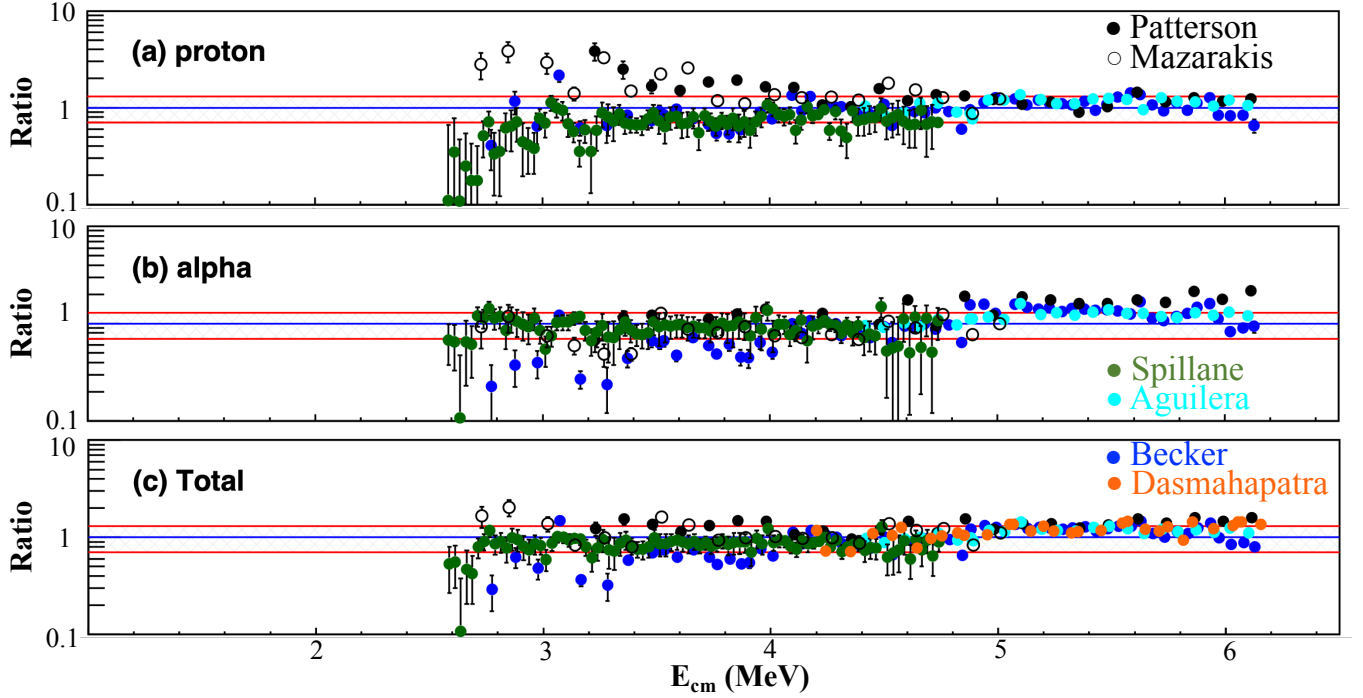 10
(a) proton
Patterson
Mazarakis
Ratio
1
0.1
10
(b) alpha
Ratio
1
Spillane
Aguilera
0.1
10
(c) Total
Becker
Dasmahapatra
Ratio
1
0.1
2 3 4 5 6
E_cm (MeV)